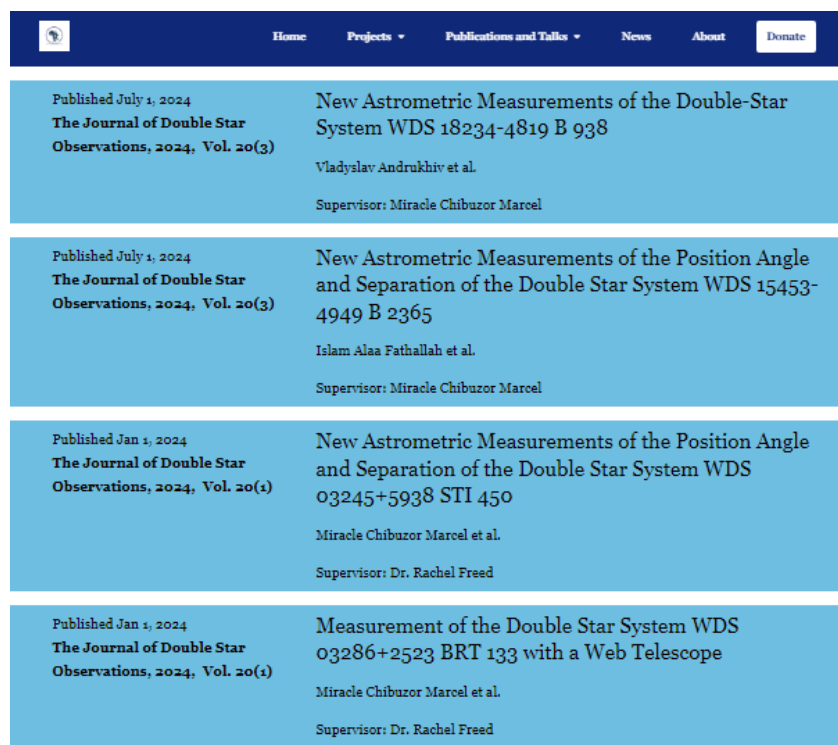 Home Projects Publications and Talks News About Donate
Published July 1, 2024
The Journal of Double Star
Observations, 2024, Vol. 20(3)
New Astrometric Measurements of the Double-Star
System WDS 18234-4819 B 938
Vladyslav Andrukhiv et al.
Supervisor: Miracle Chibuzor Marcel
Published July 1, 2024
The Journal of Double Star
Observations, 2024, Vol. 20(3)
New Astrometric Measurements of the Position Angle
and Separation of the Double Star System WDS 15453-
4949 B 2365
Islam Alaa Fathallah et al.
Supervisor: Miracle Chibuzor Marcel
Published Jan 1, 2024
The Journal of Double Star
Observations, 2024, Vol. 20(1)
New Astrometric Measurements of the Position Angle
and Separation of the Double Star System WDS
03245+5938 STI 450
Miracle Chibuzor Marcel et al.
Supervisor: Dr. Rachel Freed
Published Jan 1, 2024
The Journal of Double Star
Observations, 2024, Vol. 20(1)
Measurement of the Double Star System WDS
03286+2523 BRT 133 with a Web Telescope
Miracle Chibuzor Marcel et al.
Supervisor: Dr. Rachel Freed